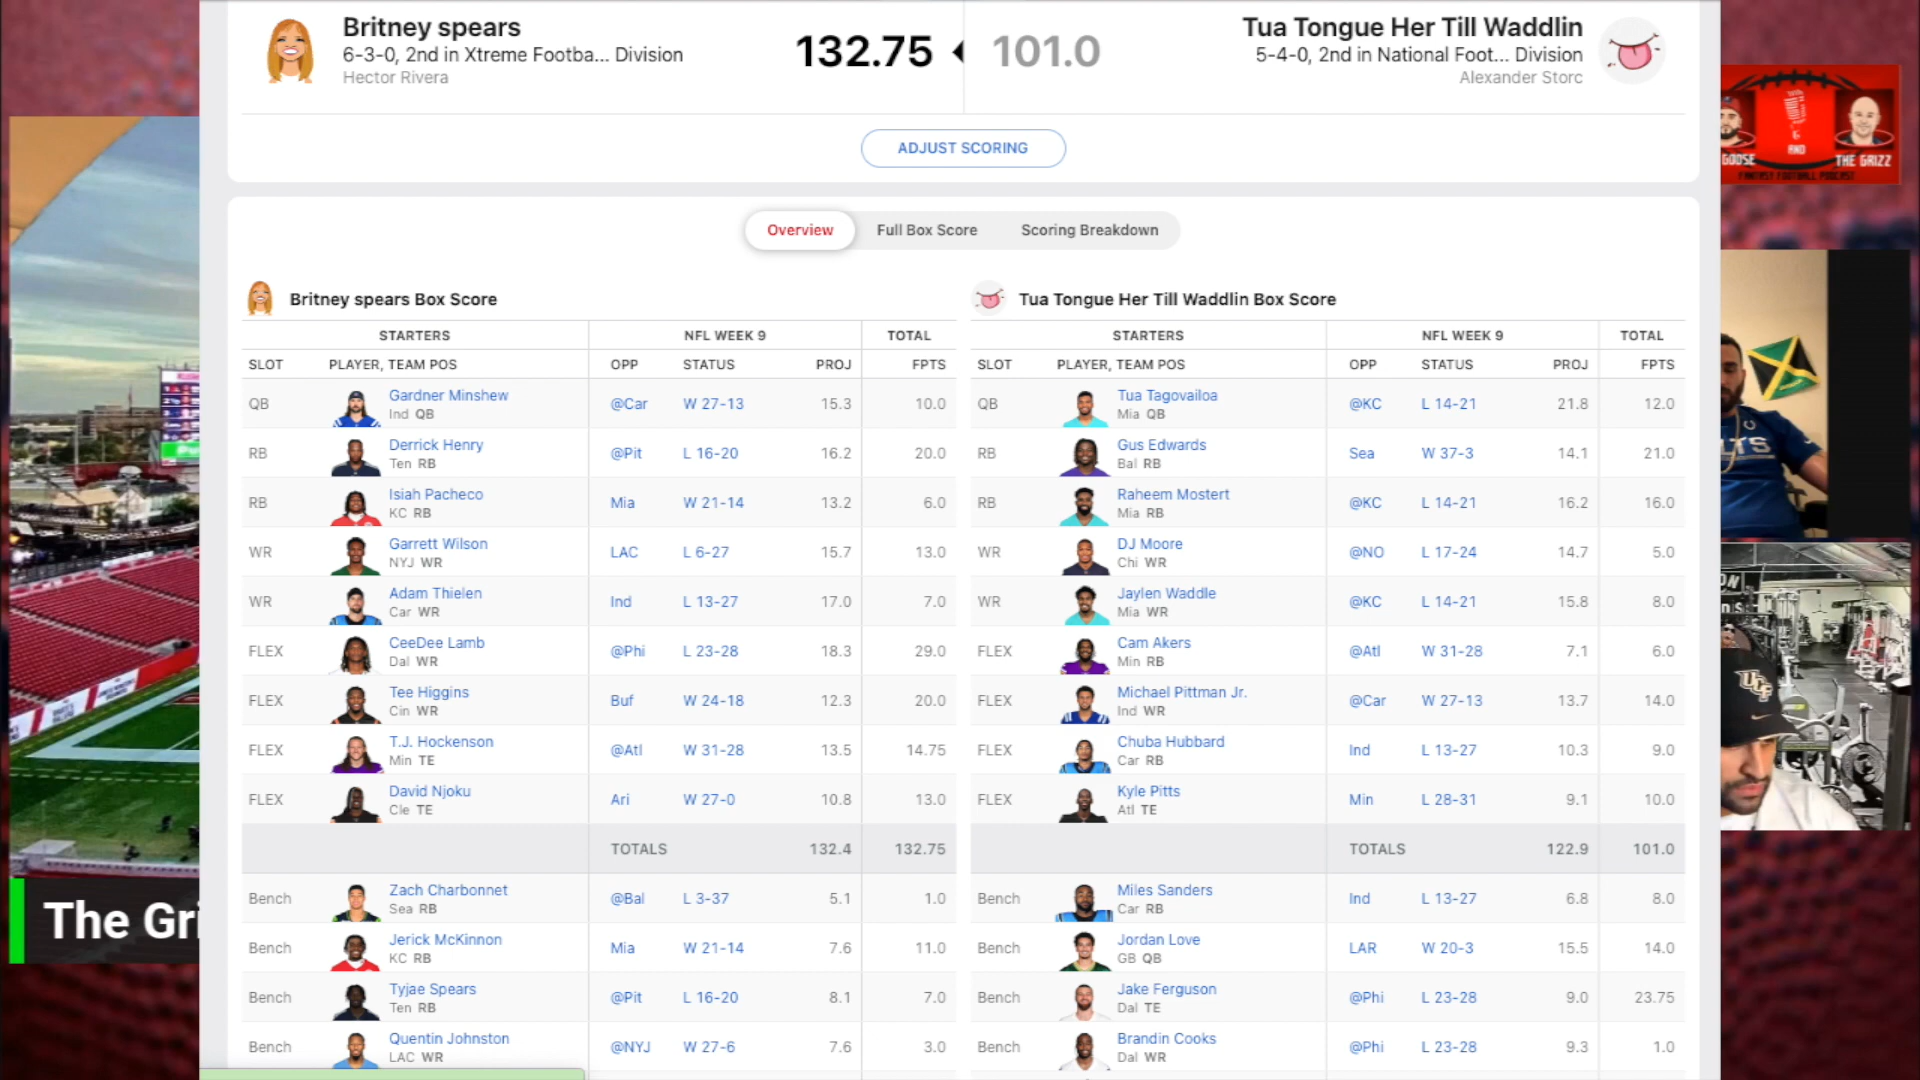 Britney spears
6-3-0, 2nd in Xtreme Footba... Division
Hector Rivera
132.75
101.0
Tua Tongue Her Till Waddlin
5-4-0, 2nd in National Foot... Division
Alexander Storc
ADJUST SCORING
GOOSE
AND
THE GRIZZ
FANTASY FOOTBALL PODCAST
Overview
Full Box Score
Scoring Breakdown
Britney spears Box Score
STARTERS NFL WEEK 9 TOTAL
SLOT PLAYER, TEAM POS OPP STATUS PROJ FPTS
QB Gardner Minshew @Car W 27-13 15.3 10.0
Ind QB
RB Derrick Henry @Pit L 16-20 16.2 20.0
Ten RB
RB Isiah Pacheco Mia W 21-14 13.2 6.0
KC RB
WR Garrett Wilson LAC L 6-27 15.7 13.0
NYJ WR
WR Adam Thielen Ind L 13-27 17.0 7.0
Car WR
FLEX CeeDee Lamb @Phi L 23-28 18.3 29.0
Dal WR
FLEX Tee Higgins Buf W 24-18 12.3 20.0
Cin WR
FLEX T.J. Hockenson @Atl W 31-28 13.5 14.75
Min TE
FLEX David Njoku Ari W 27-0 10.8 13.0
Cle TE
TOTALS 132.4 132.75
Bench Zach Charbonnet @Bal L 3-37 5.1 1.0
Sea RB
Bench Jerick McKinnon Mia W 21-14 7.6 11.0
KC RB
Bench Tyjae Spears @Pit L 16-20 8.1 7.0
Ten RB
Bench Quentin Johnston @NYJ W 27-6 7.6 3.0
LAC WR
Tua Tongue Her Till Waddlin Box Score
STARTERS NFL WEEK 9 TOTAL
SLOT PLAYER, TEAM POS OPP STATUS PROJ FPTS
QB Tua Tagovailoa @KC L 14-21 21.8 12.0
Mia QB
RB Gus Edwards Sea W 37-3 14.1 21.0
Bal RB
RB Raheem Mostert @KC L 14-21 16.2 16.0
Mia RB
WR DJ Moore @NO L 17-24 14.7 5.0
Chi WR
WR Jaylen Waddle @KC L 14-21 15.8 8.0
Mia WR
FLEX Cam Akers @Atl W 31-28 7.1 6.0
Min RB
FLEX Michael Pittman Jr. @Car W 27-13 13.7 14.0
Ind WR
FLEX Chuba Hubbard Ind L 13-27 10.3 9.0
Car RB
FLEX Kyle Pitts Min L 28-31 9.1 10.0
Atl TE
TOTALS 122.9 101.0
Bench Miles Sanders Ind L 13-27 6.8 8.0
Car RB
Bench Jordan Love LAR W 20-3 15.5 14.0
GB QB
Bench Jake Ferguson @Phi L 23-28 9.0 23.75
Dal TE
Bench Brandin Cooks @Phi L 23-28 9.3 1.0
Dal WR
The Gri
LTS
UCF